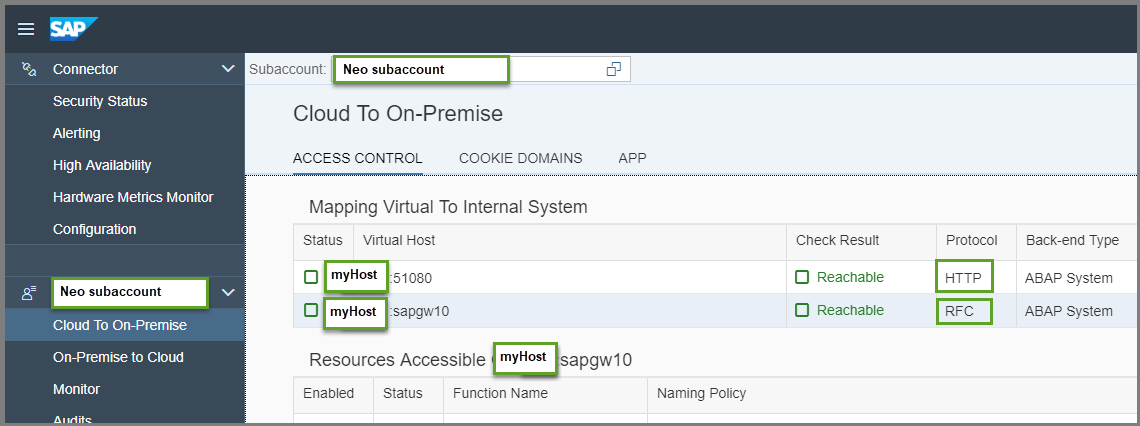 SAP
Connector
Subaccount: Neo subaccount
Security Status
Cloud To On-Premise
Alerting
ACCESS CONTROL COOKIE DOMAINS APP
High Availability
Hardware Metrics Monitor
Mapping Virtual To Internal System
Configuration
Status Virtual Host Check Result Protocol Back-end Type
myHost :51080 Reachable HTTP ABAP System
Neo subaccount
myHost :sapgw10 Reachable RFC ABAP System
Cloud To On-Premise
On-Premise to Cloud
Resources Accessible myHost :sapgw10
Monitor
Enabled Status Function Name Naming Policy
Audits